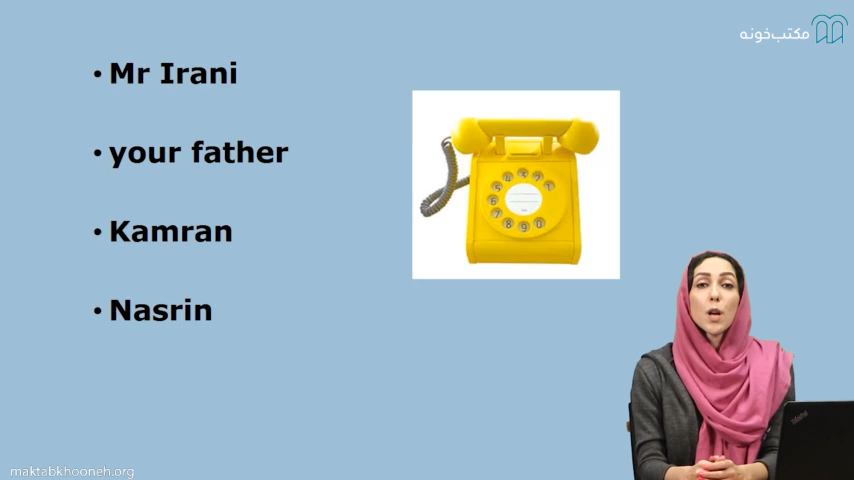 مکتب‌خونه
• Mr Irani
• your father
• Kamran
• Nasrin
maktabkhooneh.org